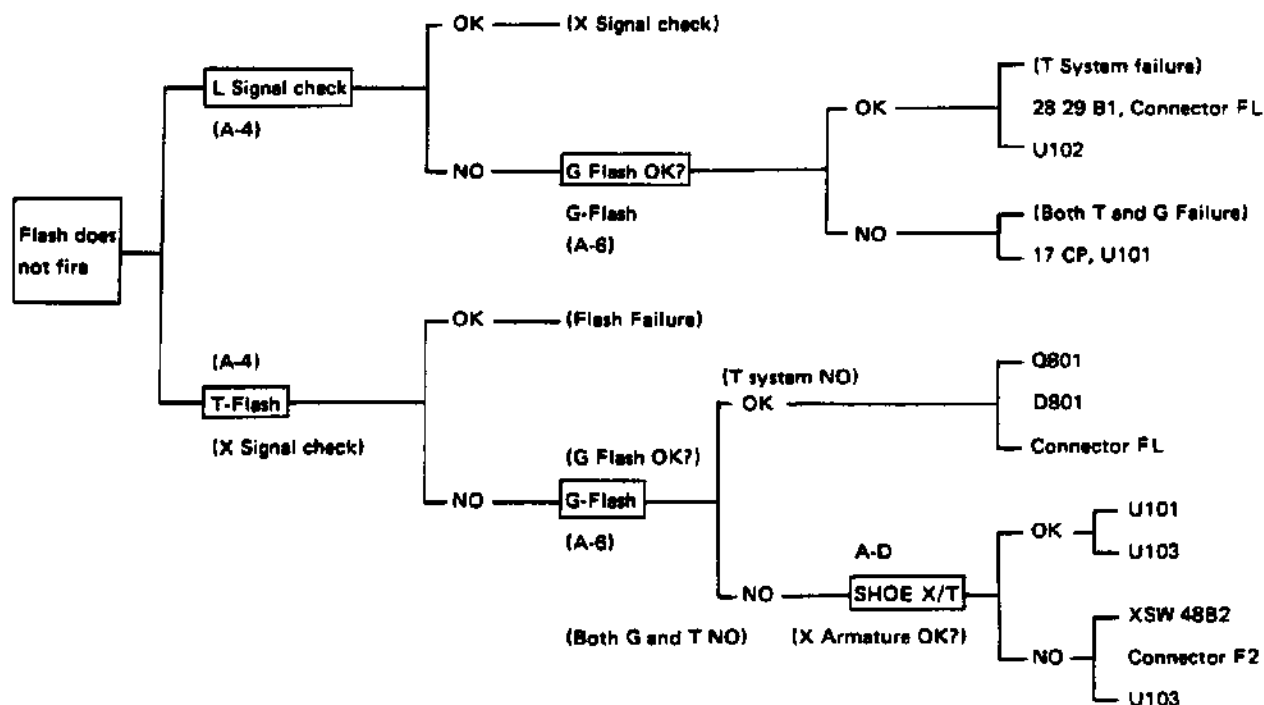 OK
(X Signal check)
L Signal check
(A-4)
NO
G Flash OK?
G-Flash
(A-6)
OK
(T System failure)
28 29 B1, Connector FL
U102
NO
(Both T and G Failure)
17 CP, U101
Flash does
not fire
(A-4)
T-Flash
(X Signal check)
OK
(Flash Failure)
NO
(G Flash OK?)
G-Flash
(A-6)
(T system NO)
OK
Q801
D801
Connector FL
NO
(Both G and T NO)
A-D
SHOE X/T
(X Armature OK?)
OK
U101
U103
NO
XSW 48B2
Connector F2
U103